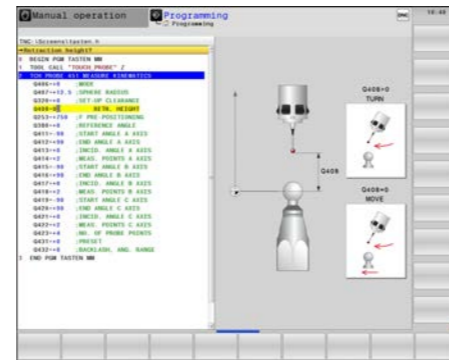 Manual operation
Programming
Programming
DNC
10:48
TNC:\Screens\tasten.h
→Retraction height?
0 BEGIN PGM TASTEN MM
1 TOOL CALL "TOUCH_PROBE" Z
2 TCH PROBE 451 MEASURE KINEMATICS
Q406=+0 ;MODE
Q407=+12.5 ;SPHERE RADIUS
Q320=+0 ;SET-UP CLEARANCE
Q408=0 RETR. HEIGHT
Q253=+750 ;F PRE-POSITIONING
Q380=+0 ;REFERENCE ANGLE
Q411=-90 ;START ANGLE A AXIS
Q412=+90 ;END ANGLE A AXIS
Q413=+0 ;INCID. ANGLE A AXIS
Q414=+2 ;MEAS. POINTS A AXIS
Q415=-90 ;START ANGLE B AXIS
Q416=+90 ;END ANGLE B AXIS
Q417=+0 ;INCID. ANGLE B AXIS
Q418=+2 ;MEAS. POINTS B AXIS
Q419=-90 ;START ANGLE C AXIS
Q420=+90 ;END ANGLE C AXIS
Q421=+0 ;INCID. ANGLE C AXIS
Q422=+2 ;MEAS. POINTS C AXIS
Q423=+4 ;NO. OF PROBE POINTS
Q431=+0 ;PRESET
Q432=+0 ;BACKLASH, ANG. RANGE
3 END PGM TASTEN MM
Q408
Q408>0
TURN
Q408=0
MOVE